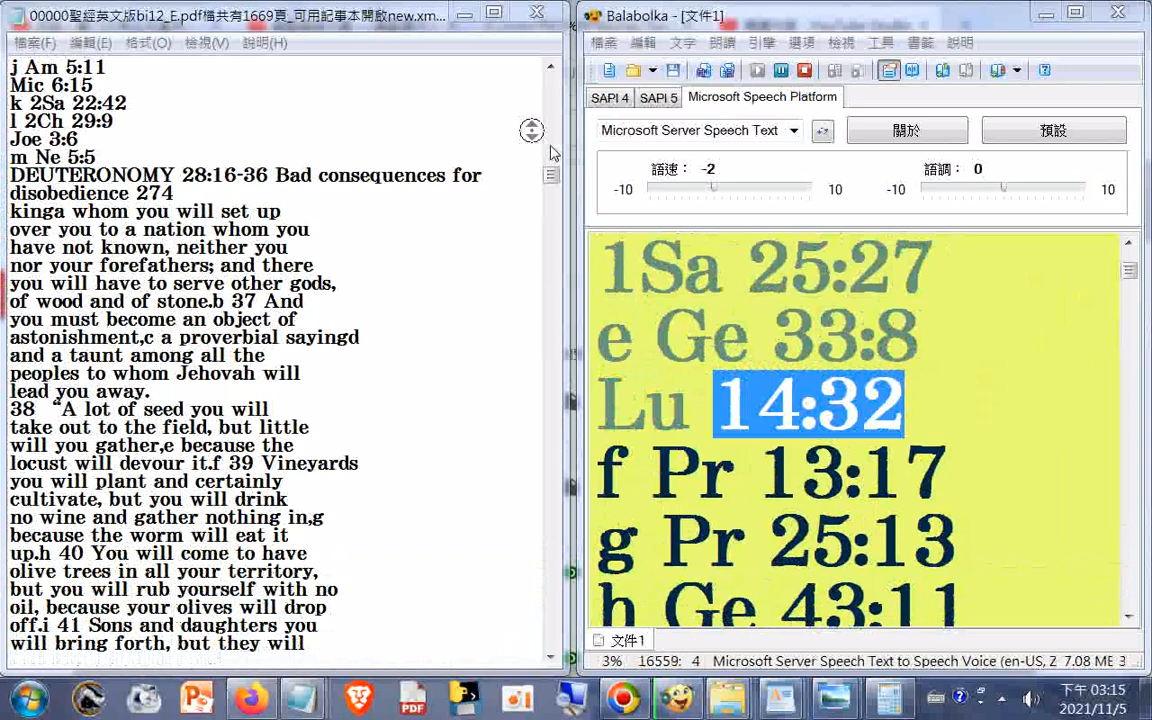 00000聖經英文版bi12_E.pdf檔共有1669頁_可用記事本開啟new.xm...
檔案(F) 編輯(E) 格式(O) 檢視(V) 說明(H)
j Am 5:11
Mic 6:15
k 2Sa 22:42
l 2Ch 29:9
Joe 3:6
m Ne 5:5
DEUTERONOMY 28:16-36 Bad consequences for
disobedience 274
kinga whom you will set up
over you to a nation whom you
have not known, neither you
nor your forefathers; and there
you will have to serve other gods,
of wood and of stone.b 37 And
you must become an object of
astonishment,c a proverbial sayingd
and a taunt among all the
peoples to whom Jehovah will
lead you away.
38 “A lot of seed you will
take out to the field, but little
will you gather,e because the
locust will devour it.f 39 Vineyards
you will plant and certainly
cultivate, but you will drink
no wine and gather nothing in,g
because the worm will eat it
up.h 40 You will come to have
olive trees in all your territory,
but you will rub yourself with no
oil, because your olives will drop
off.i 41 Sons and daughters you
will bring forth, but they will
Balabolka - [文件1]
檔案 編輯 文字 朗讀 引擎 選項 檢視 工具 書籤 說明
SAPI 4 SAPI 5 Microsoft Speech Platform
Microsoft Server Speech Text 關於 預設
語速: -2 語調: 0
-10 10 -10 10
1Sa 25:27
e Ge 33:8
Lu 14:32
f Pr 13:17
g Pr 25:13
h Ge 43:11
文件1
3% 16559: 4 Microsoft Server Speech Text to Speech Voice (en-US, Z 7.08 ME 3
PDF
下午 03:15
2021/11/5